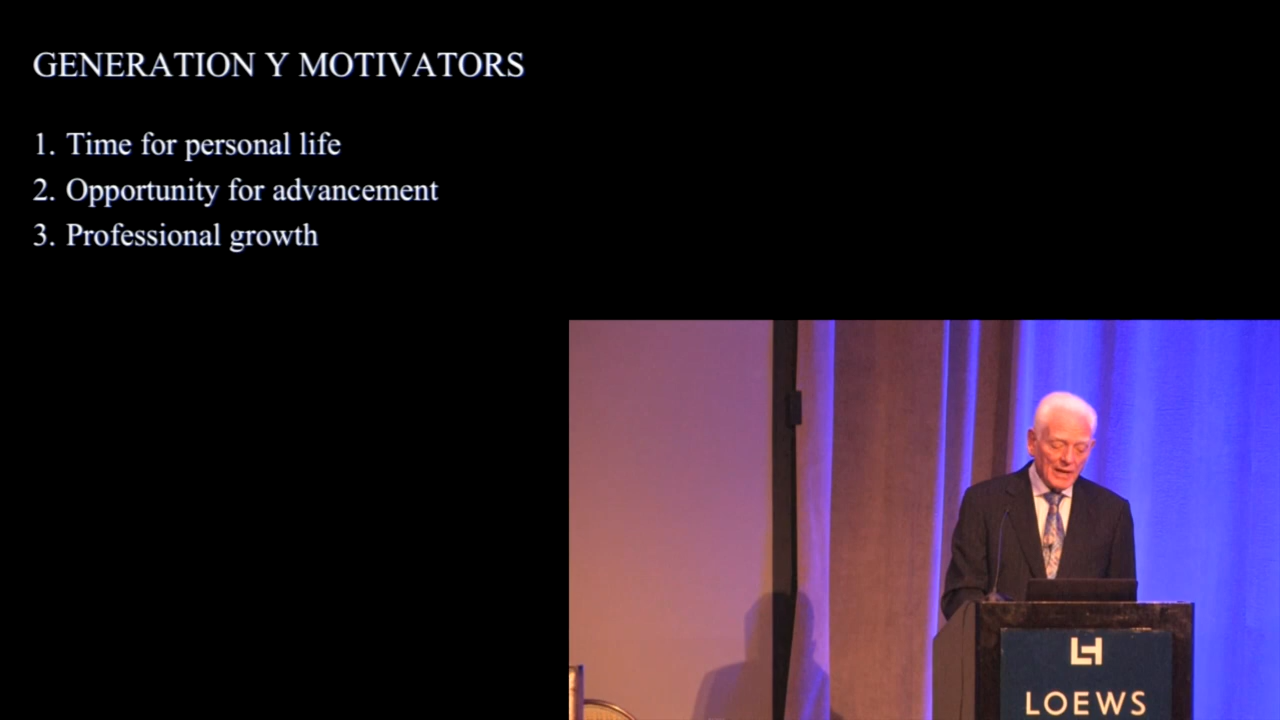 GENERATION Y MOTIVATORS
1. Time for personal life
2. Opportunity for advancement
3. Professional growth
LH
LOEWS